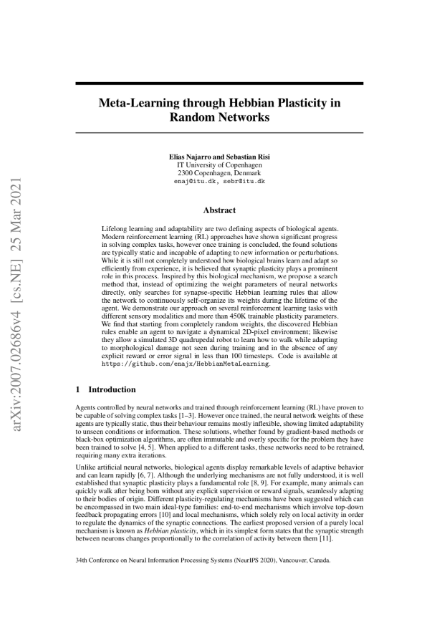 Meta-Learning through Hebbian Plasticity in
Random Networks
Elias Najarro and Sebastian Risi
IT University of Copenhagen
2300 Copenhagen, Denmark
enaj@itu.dk, sebr@itu.dk
Abstract
Lifelong learning and adaptability are two defining aspects of biological agents.
Modern reinforcement learning (RL) approaches have shown significant progress
in solving complex tasks, however once training is concluded, the found solutions
are typically static and incapable of adapting to new information or perturbations.
While it is still not completely understood how biological brains learn and adapt so
efficiently from experience, it is believed that synaptic plasticity plays a prominent
role in this process. Inspired by this biological mechanism, we propose a search
method that, instead of optimizing the weight parameters of neural networks
directly, only searches for synapse-specific Hebbian learning rules that allow
the network to continuously self-organize its weights during the lifetime of the
agent. We demonstrate our approach on several reinforcement learning tasks with
different sensory modalities and more than 450K trainable plasticity parameters.
We find that starting from completely random weights, the discovered Hebbian
rules enable an agent to navigate a dynamical 2D-pixel environment; likewise
they allow a simulated 3D quadrupedal robot to learn how to walk while adapting
to morphological damage not seen during training and in the absence of any
explicit reward or error signal in less than 100 timesteps. Code is available at
https://github.com/enajx/HebbianMetaLearning.
1 Introduction
Agents controlled by neural networks and trained through reinforcement learning (RL) have proven to
be capable of solving complex tasks [1–3]. However once trained, the neural network weights of these
agents are typically static, thus their behaviour remains mostly inflexible, showing limited adaptability
to unseen conditions or information. These solutions, whether found by gradient-based methods or
black-box optimization algorithms, are often immutable and overly specific for the problem they have
been trained to solve [4, 5]. When applied to a different tasks, these networks need to be retrained,
requiring many extra iterations.
Unlike artificial neural networks, biological agents display remarkable levels of adaptive behavior
and can learn rapidly [6, 7]. Although the underlying mechanisms are not fully understood, it is well
established that synaptic plasticity plays a fundamental role [8, 9]. For example, many animals can
quickly walk after being born without any explicit supervision or reward signals, seamlessly adapting
to their bodies of origin. Different plasticity-regulating mechanisms have been suggested which can
be encompassed in two main ideal-type families: end-to-end mechanisms which involve top-down
feedback propagating errors [10] and local mechanisms, which solely rely on local activity in order
to regulate the dynamics of the synaptic connections. The earliest proposed version of a purely local
mechanism is known as Hebbian plasticity, which in its simplest form states that the synaptic strength
between neurons changes proportionally to the correlation of activity between them [11].
34th Conference on Neural Information Processing Systems (NeurIPS 2020), Vancouver, Canada.
arXiv:2007.02686v4 [cs.NE] 25 Mar 2021